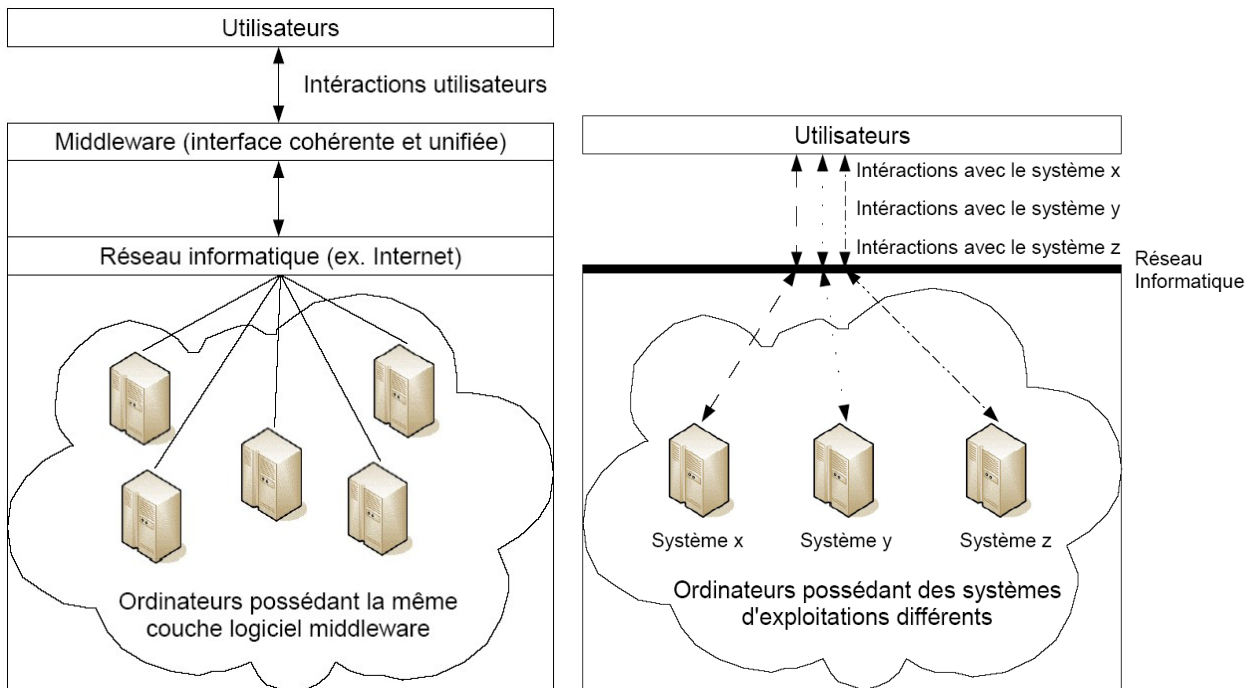 Utilisateurs
Intéractions utilisateurs
Middleware (interface cohérente et unifiée)
Réseau informatique (ex. Internet)
Ordinateurs possédant la même
couche logiciel middleware
Utilisateurs
Intéractions avec le système x
Intéractions avec le système y
Intéractions avec le système z
Réseau
Informatique
Système x
Système y
Système z
Ordinateurs possédant des systèmes
d'exploitations différents